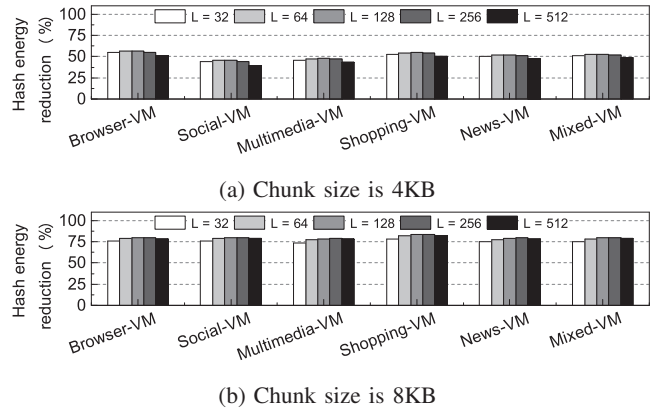 Hash energy
reduction (%)
100
75
50
25
0
L = 32 L = 64 L = 128 L = 256 L = 512
Browser-VM Social-VM Multimedia-VM Shopping-VM News-VM Mixed-VM
(a) Chunk size is 4KB
Hash energy
reduction (%)
100
75
50
25
0
L = 32 L = 64 L = 128 L = 256 L = 512
Browser-VM Social-VM Multimedia-VM Shopping-VM News-VM Mixed-VM
(b) Chunk size is 8KB